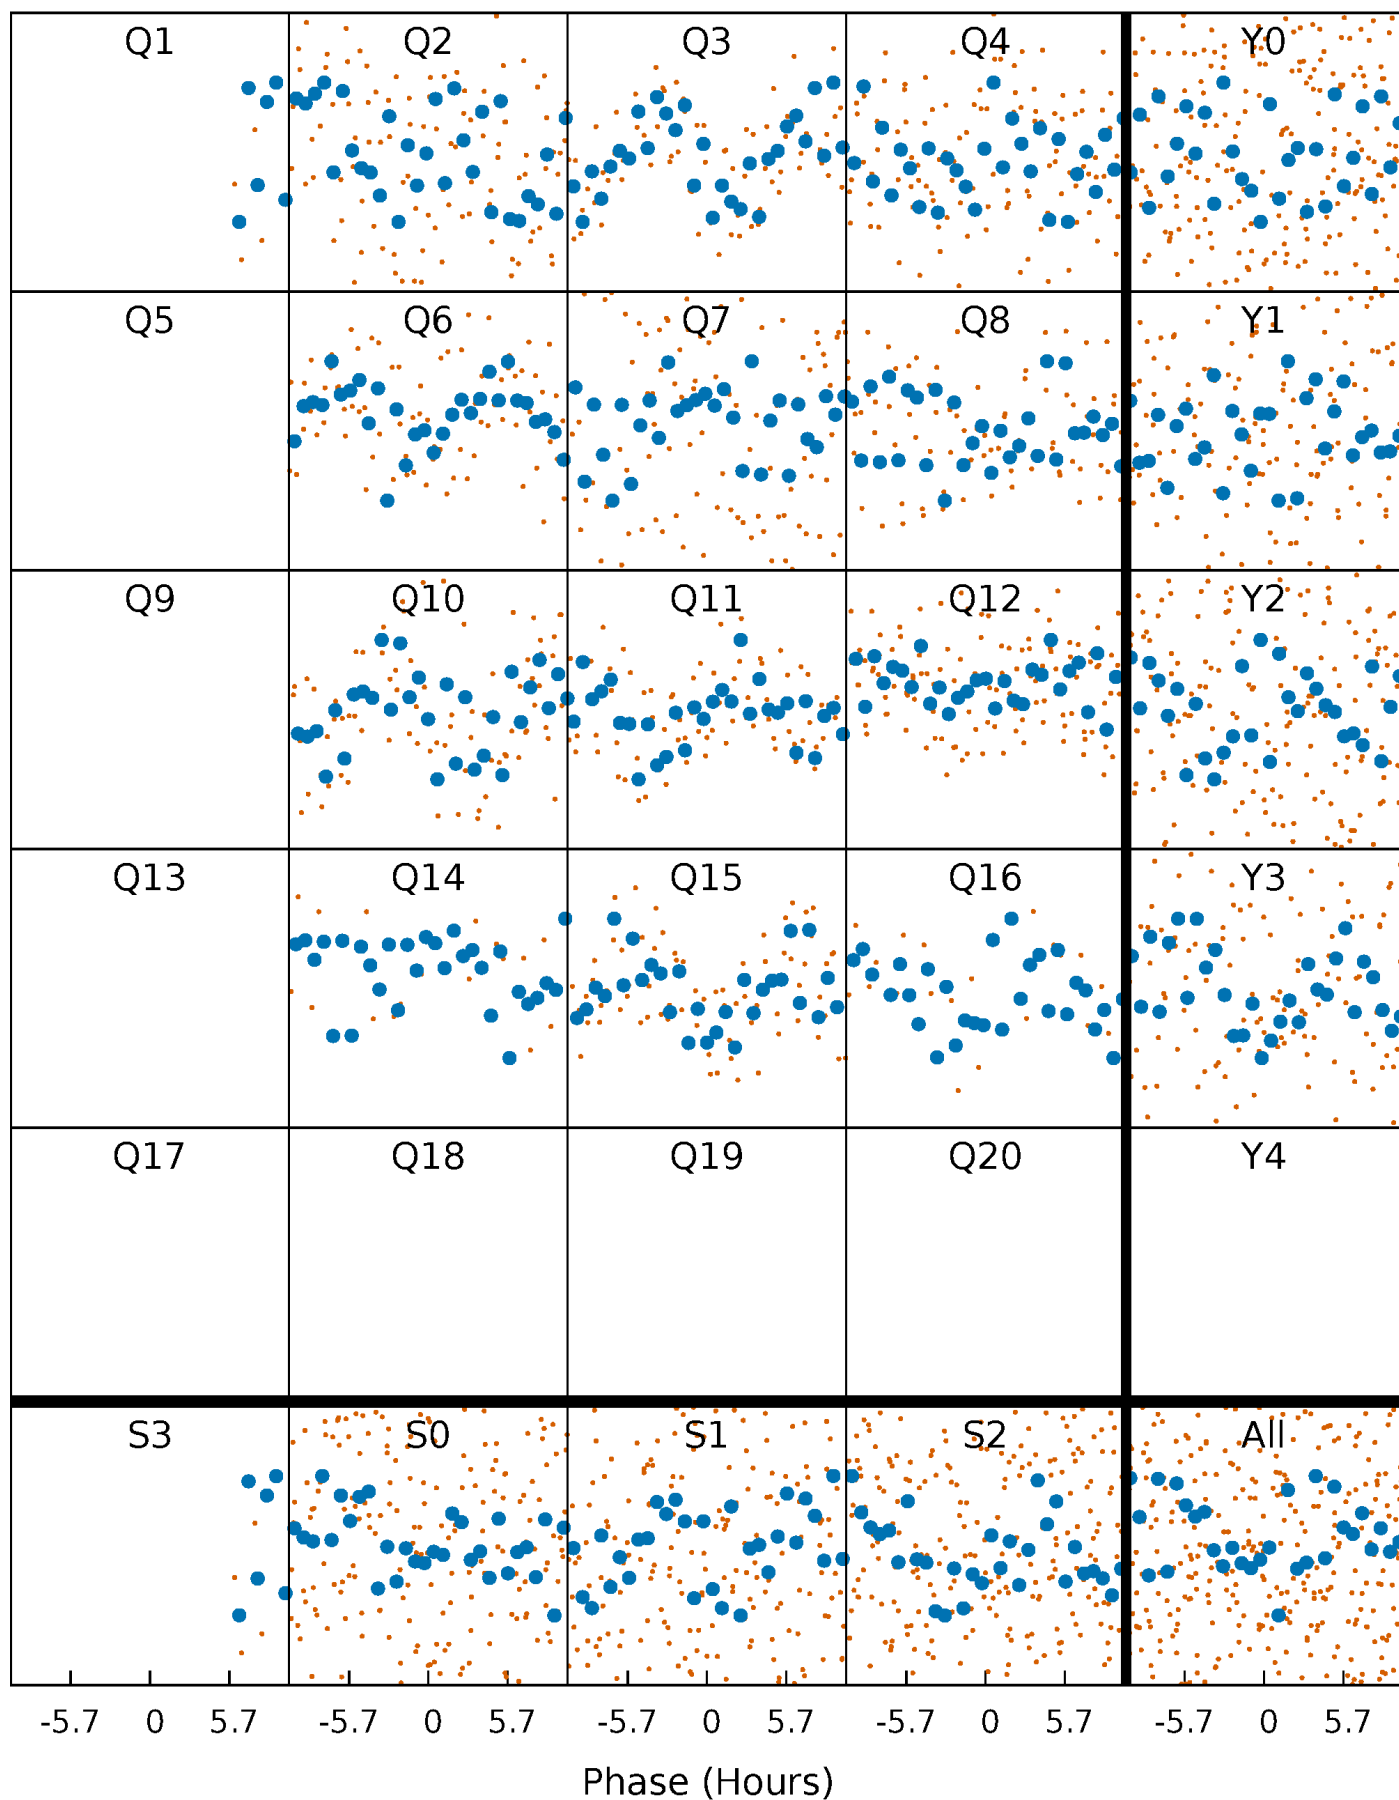 Q1 Q2 Q3 Q4 Y0
Q5 Q6 Q7 Q8 Y1
Q9 Q10 Q11 Q12 Y2
Q13 Q14 Q15 Q16 Y3
Q17 Q18 Q19 Q20 Y4
S3 S0 S1 S2 All
-5.7 0 5.7 -5.7 0 5.7 -5.7 0 5.7 -5.7 0 5.7 -5.7 0 5.7
Phase (Hours)